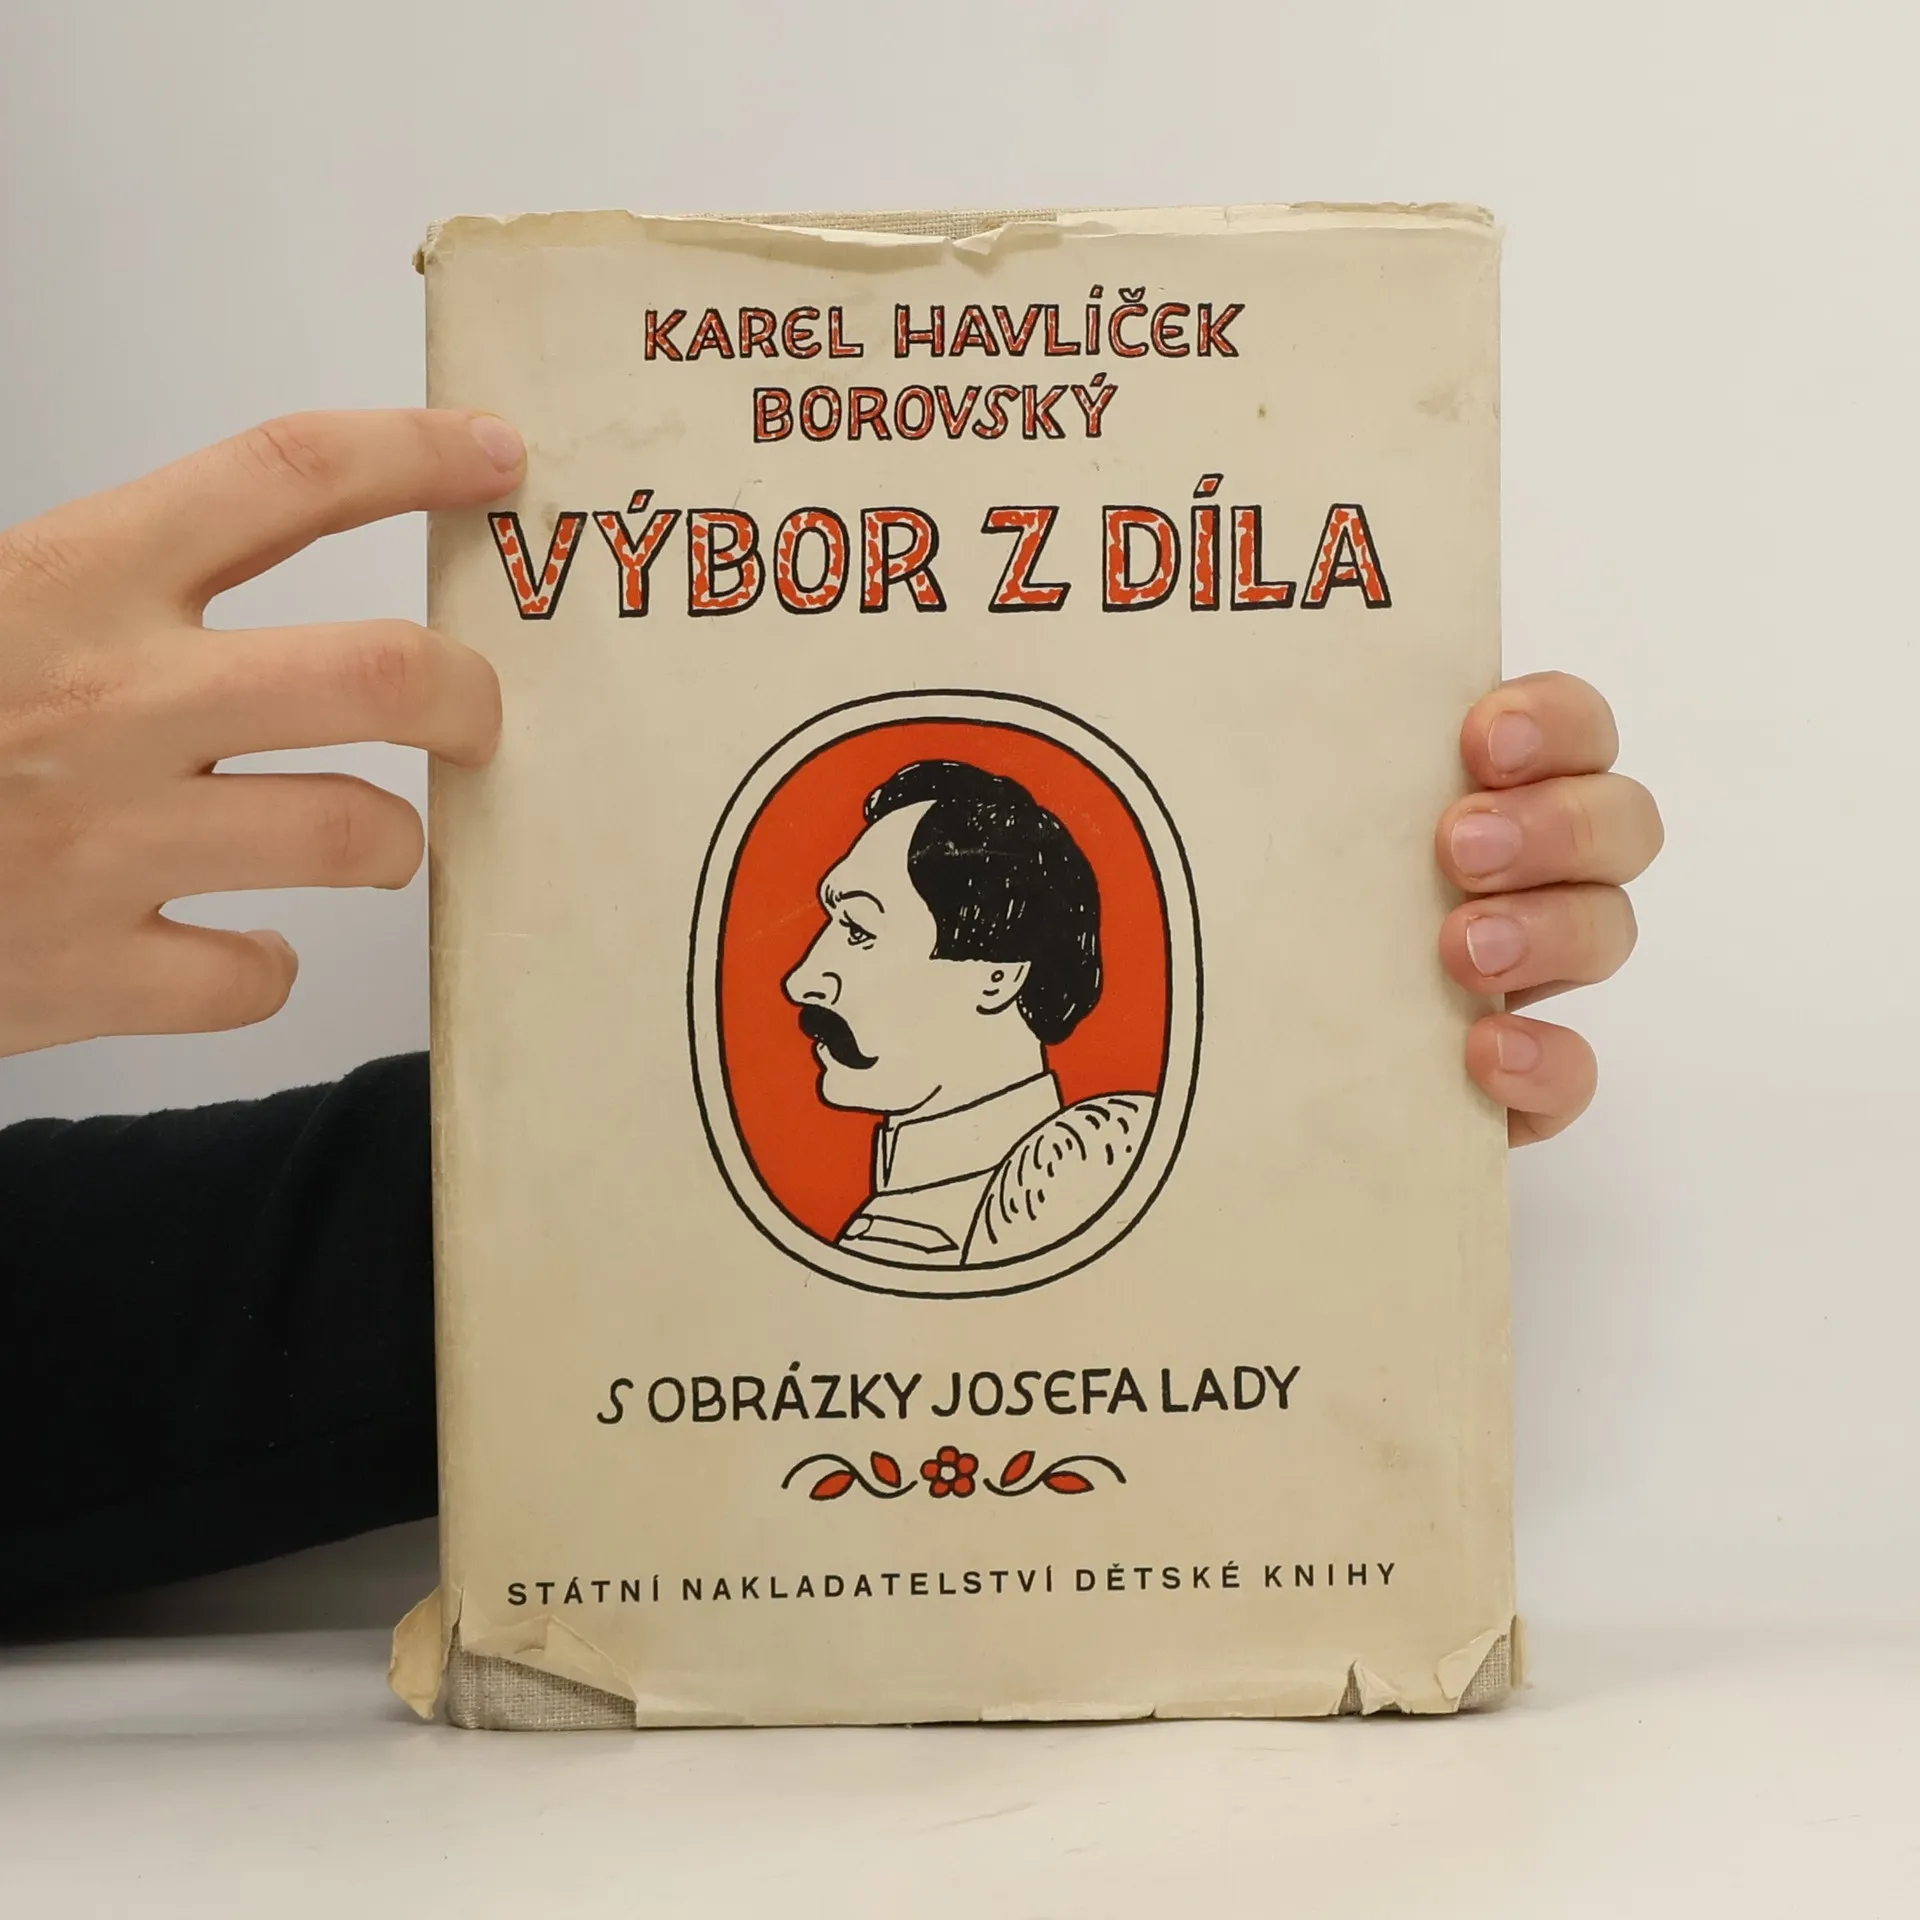 KAREL HAVLÍČEK
BOROVSKÝ
VÝBOR Z DÍLA
S OBRÁZKY JOSEFA LADY
STÁTNÍ NAKLADATELSTVÍ DĚTSKÉ KNIHY